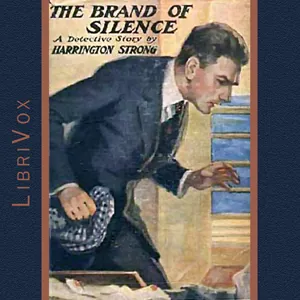 THE BRAND OF
SILENCE
A Detective Story by
HARRINGTON STRONG
LIBRIVOX